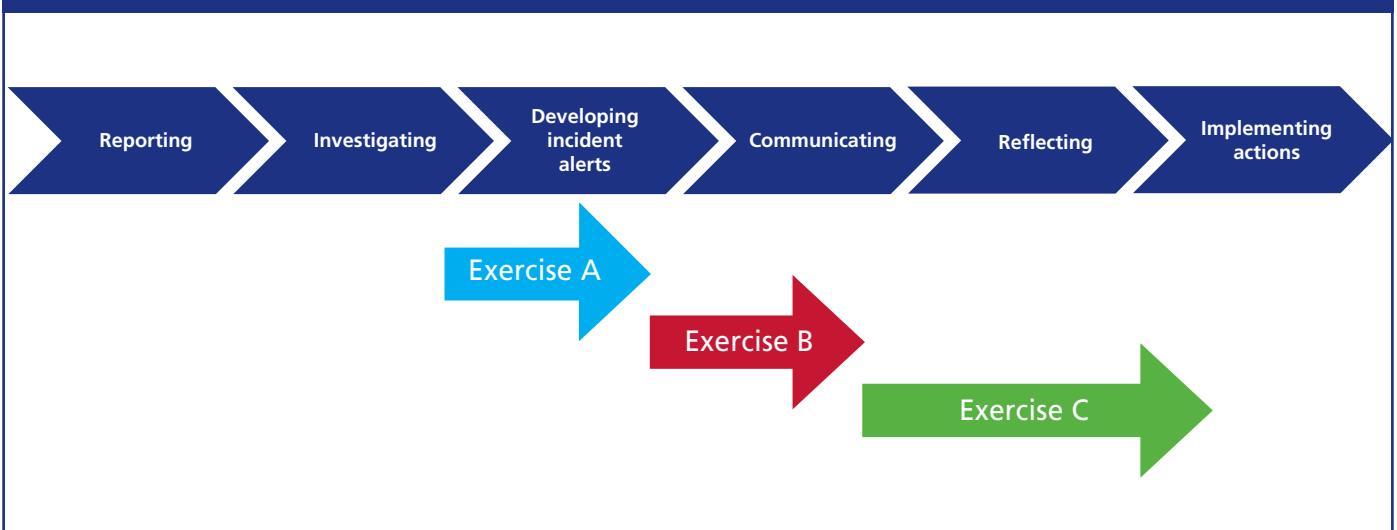 Reporting
Investigating
Developing
incident
alerts
Communicating
Reflecting
Implementing
actions
Exercise A
Exercise B
Exercise C